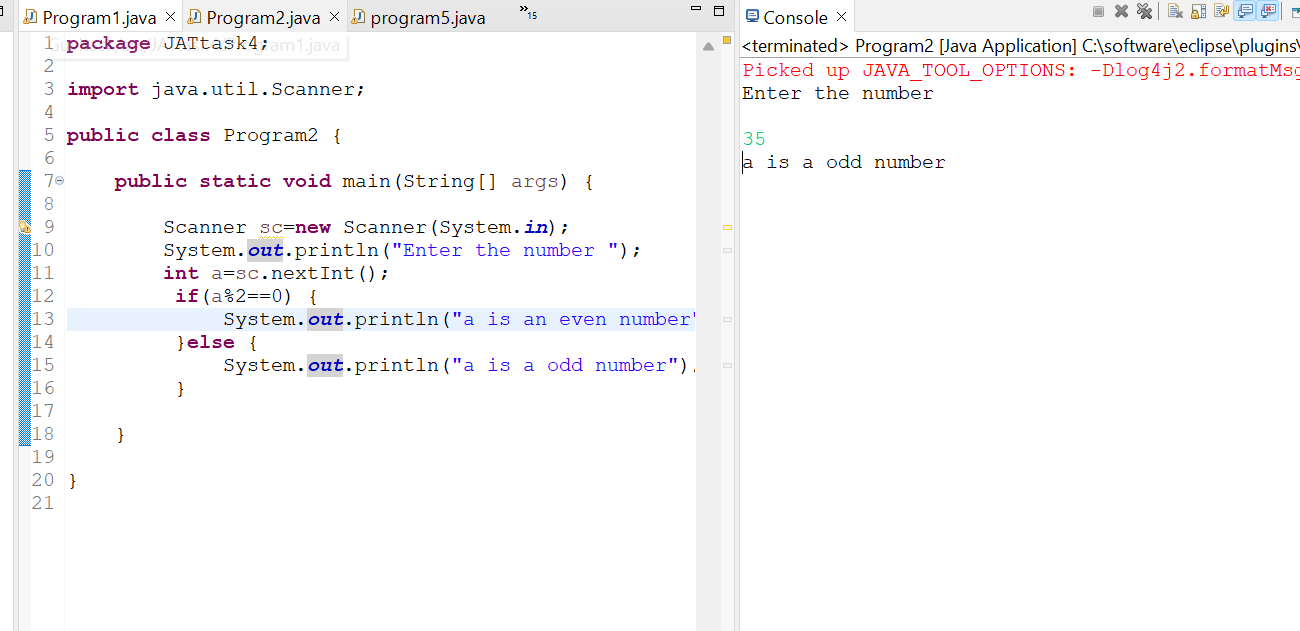 Program1.java Program2.java program5.java »15
1 package JATtask4;
2
3 import java.util.Scanner;
4
5 public class Program2 {
6
7 public static void main(String[] args) {
8
9 Scanner sc=new Scanner(System.in);
10 System.out.println("Enter the number ");
11 int a=sc.nextInt();
12 if(a%2==0) {
13 System.out.println("a is an even number"
14 }else {
15 System.out.println("a is a odd number")
16 }
17
18 }
19
20 }
21
Console
<terminated> Program2 [Java Application] C:\software\eclipse\plugins\
Picked up JAVA_TOOL_OPTIONS: -Dlog4j2.formatMsg
Enter the number
35
a is a odd number